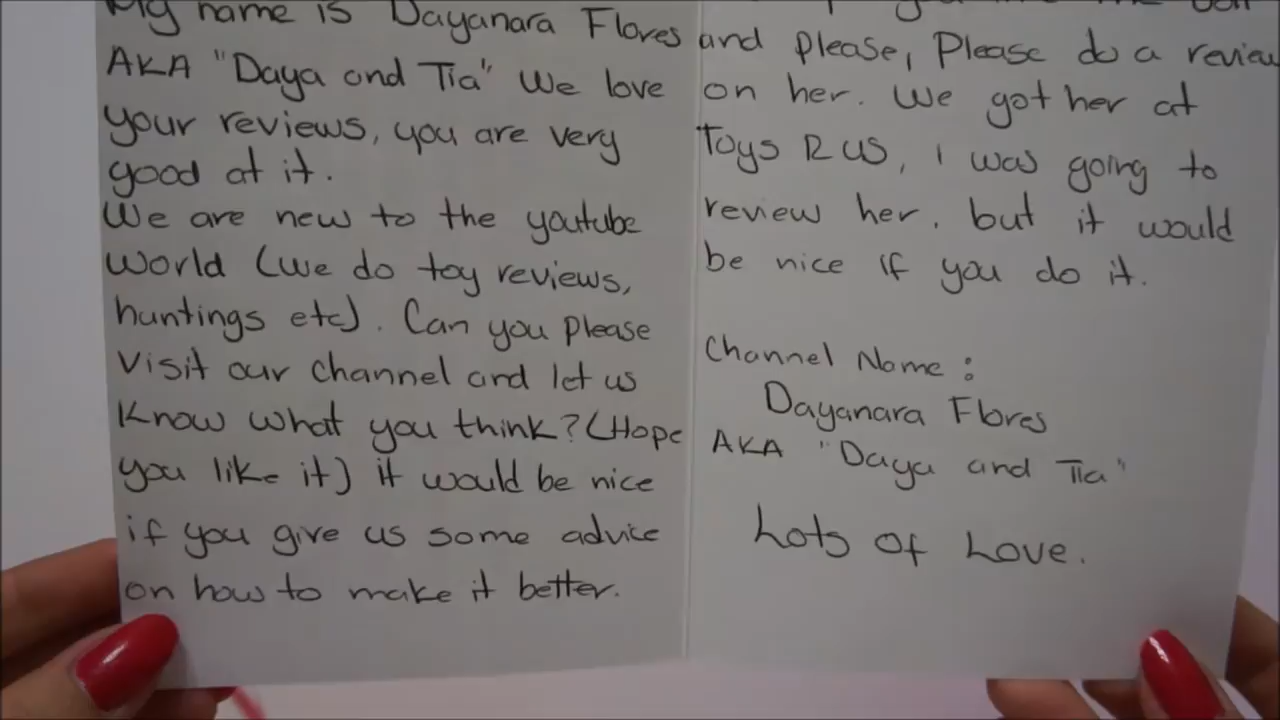 My name is Dayanara Flores
AKA "Daya and Tia" We love
your reviews, you are very
good at it.
We are new to the youtube
World (we do toy reviews,
huntings etc). Can you please
Visit our channel and let us
Know what you think? (Hope
you like it) it would be nice
if you give us some advice
on how to make it better.
and please, Please do a review
on her. We got her at
Toys R us, I was going to
review her. but it would
be nice if you do it.
Channel Name :
Dayanara Flores
AKA "Daya and Tia"
Lots of Love.